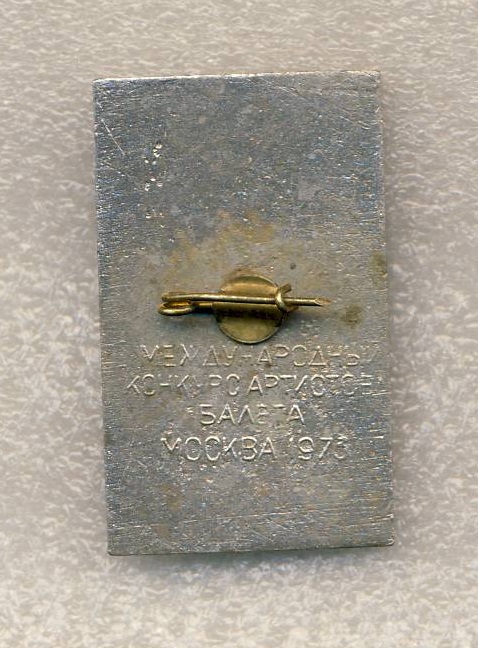 МЕЖДУНАРОДНЫЙ
КОНКУРС АРТИСТОВ
БАЛЕТА
МОСКВА 1973